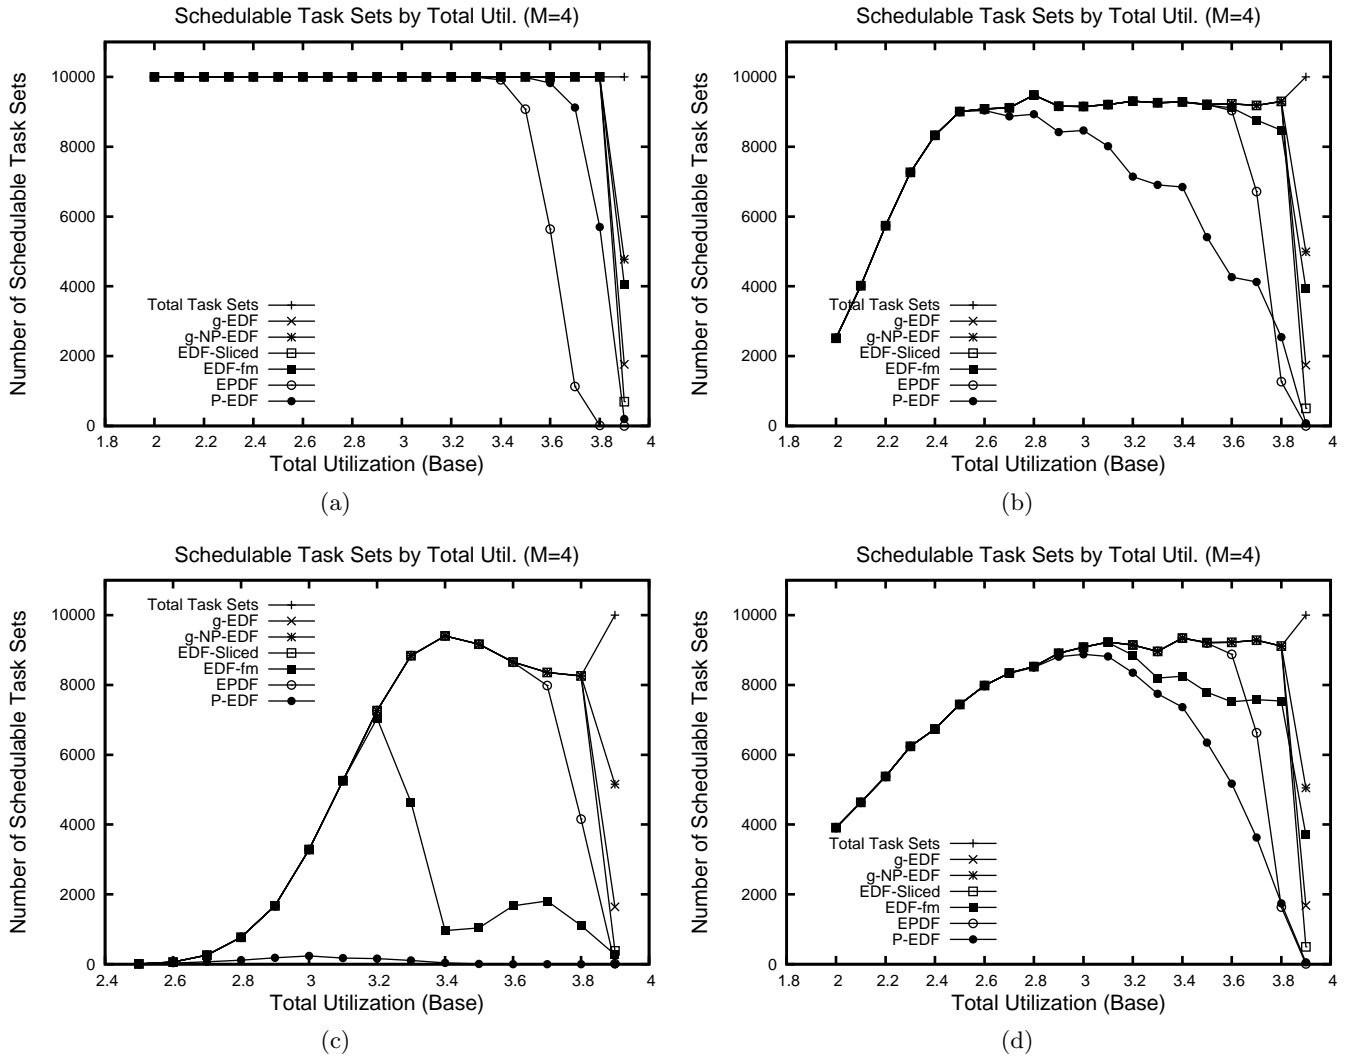 Schedulable Task Sets by Total Util. (M=4)
Number of Schedulable Task Sets
10000
8000
6000
4000
2000
0
Total Task Sets
g-EDF
g-NP-EDF
EDF-Sliced
EDF-fm
EPDF
P-EDF
1.8 2 2.2 2.4 2.6 2.8 3 3.2 3.4 3.6 3.8 4
Total Utilization (Base)
(a)
Schedulable Task Sets by Total Util. (M=4)
Number of Schedulable Task Sets
10000
8000
6000
4000
2000
0
Total Task Sets
g-EDF
g-NP-EDF
EDF-Sliced
EDF-fm
EPDF
P-EDF
1.8 2 2.2 2.4 2.6 2.8 3 3.2 3.4 3.6 3.8 4
Total Utilization (Base)
(b)
Schedulable Task Sets by Total Util. (M=4)
Number of Schedulable Task Sets
10000
8000
6000
4000
2000
0
Total Task Sets
g-EDF
g-NP-EDF
EDF-Sliced
EDF-fm
EPDF
P-EDF
2.4 2.6 2.8 3 3.2 3.4 3.6 3.8 4
Total Utilization (Base)
(c)
Schedulable Task Sets by Total Util. (M=4)
Number of Schedulable Task Sets
10000
8000
6000
4000
2000
0
Total Task Sets
g-EDF
g-NP-EDF
EDF-Sliced
EDF-fm
EPDF
P-EDF
1.8 2 2.2 2.4 2.6 2.8 3 3.2 3.4 3.6 3.8 4
Total Utilization (Base)
(d)